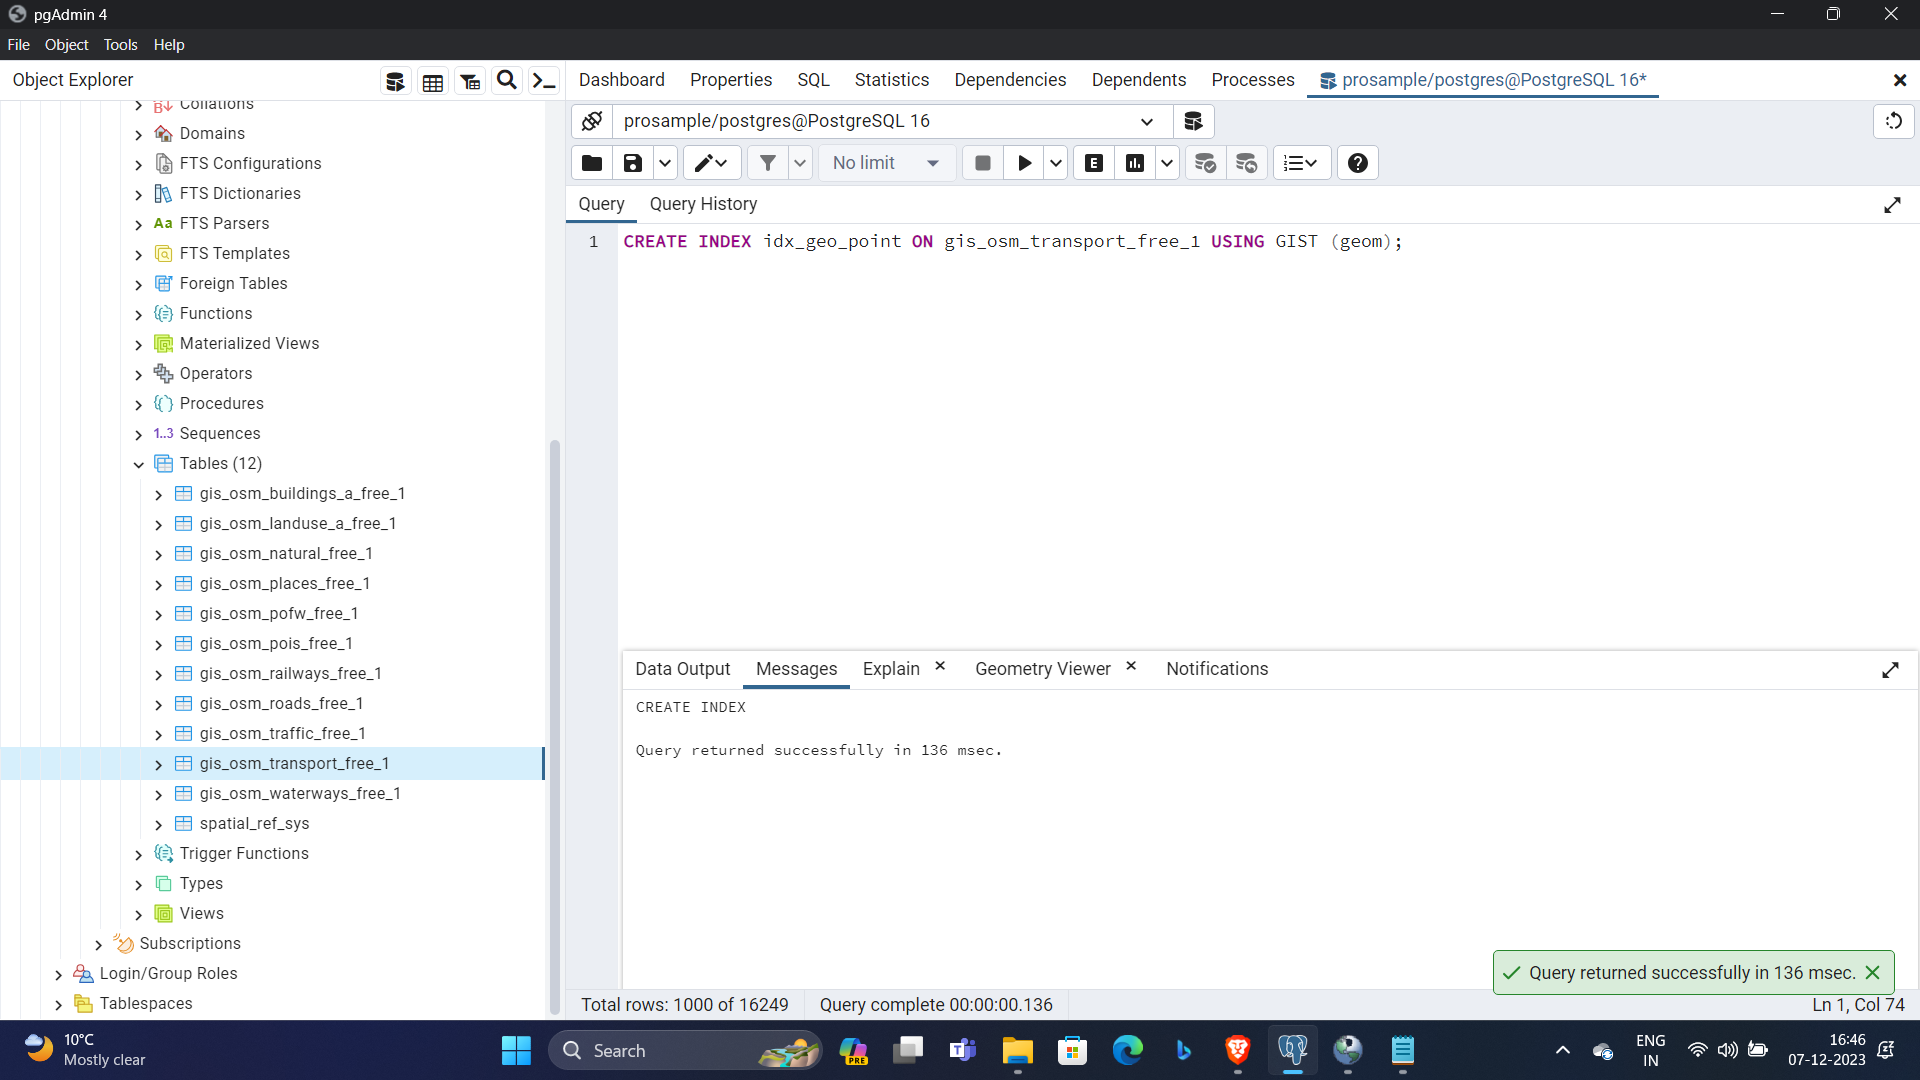 pgAdmin 4
File Object Tools Help
Object Explorer
Dashboard Properties SQL Statistics Dependencies Dependents Processes prosample/postgres@PostgreSQL 16*
Collations
Domains
FTS Configurations
FTS Dictionaries
Aa FTS Parsers
FTS Templates
Foreign Tables
Functions
Materialized Views
Operators
Procedures
1..3 Sequences
Tables (12)
gis_osm_buildings_a_free_1
gis_osm_landuse_a_free_1
gis_osm_natural_free_1
gis_osm_places_free_1
gis_osm_pofw_free_1
gis_osm_pois_free_1
gis_osm_railways_free_1
gis_osm_roads_free_1
gis_osm_traffic_free_1
gis_osm_transport_free_1
gis_osm_waterways_free_1
spatial_ref_sys
Trigger Functions
Types
Views
Subscriptions
Login/Group Roles
Tablespaces
prosample/postgres@PostgreSQL 16
No limit
E
Query Query History
1 CREATE INDEX idx_geo_point ON gis_osm_transport_free_1 USING GIST (geom);
Data Output Messages Explain Geometry Viewer Notifications
CREATE INDEX
Query returned successfully in 136 msec.
Query returned successfully in 136 msec.
Total rows: 1000 of 16249 Query complete 00:00:00.136 Ln 1, Col 74
10°C
Mostly clear
Search
PRE
ENG
IN
16:46
07-12-2023